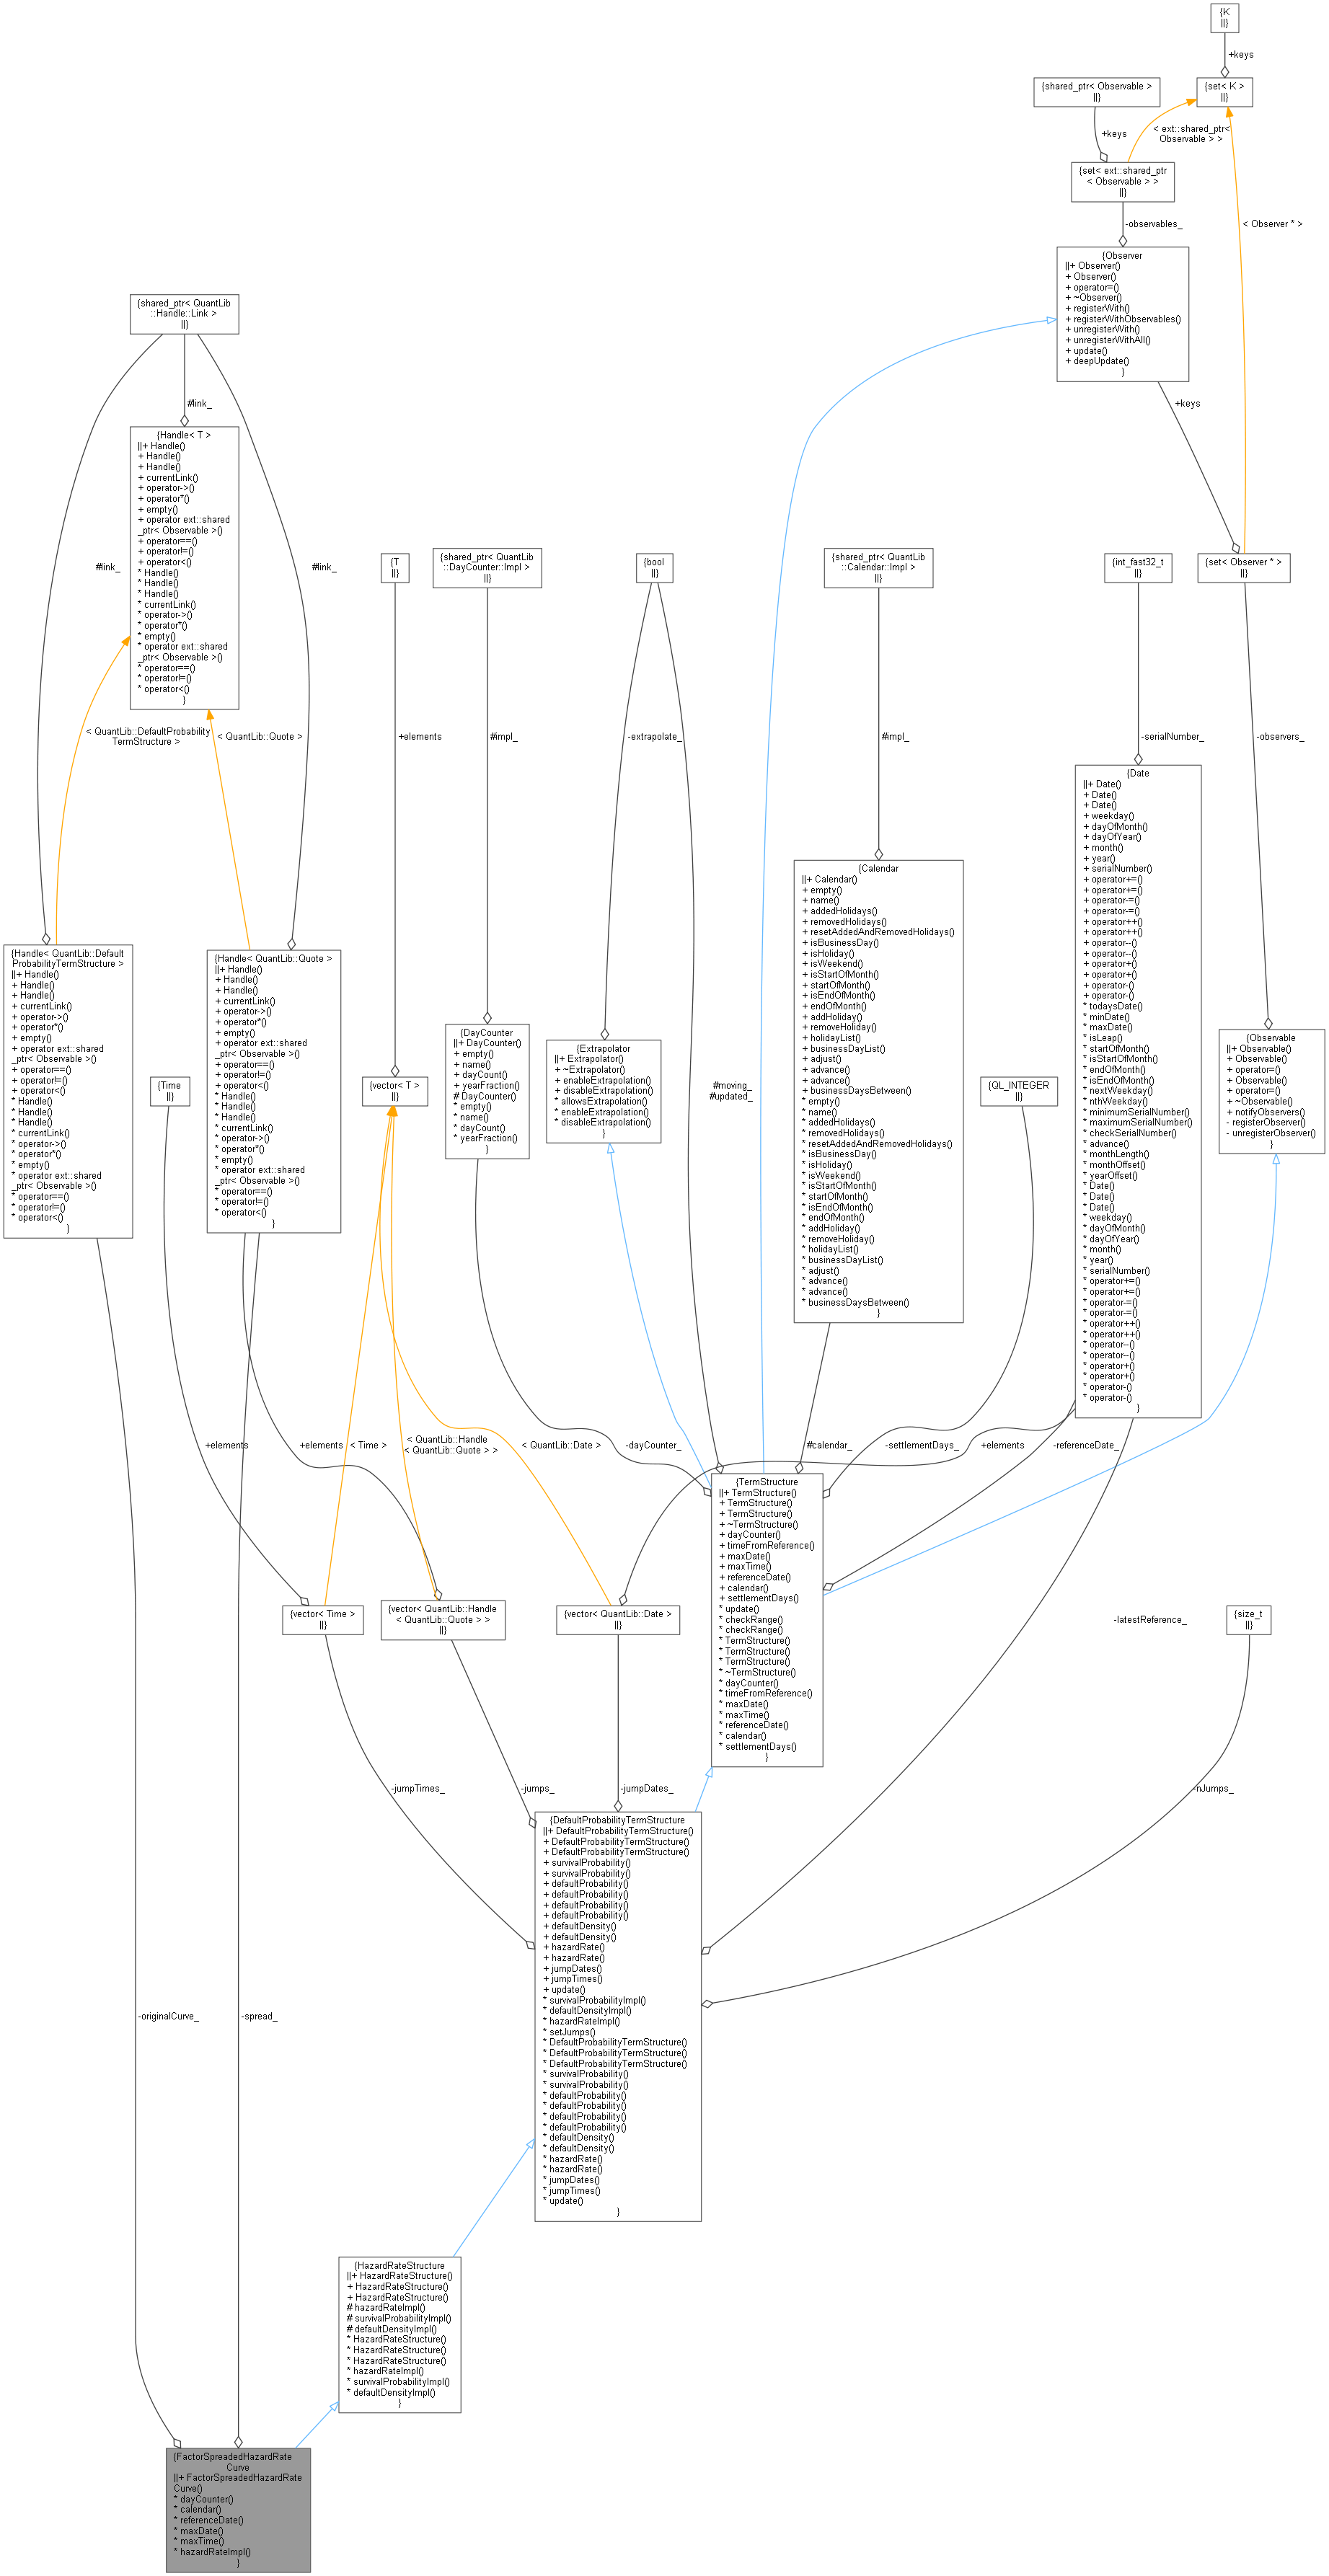 {K
||}
+keys
{shared_ptr< Observable >
||}
{set< K >
||}
+keys
< ext::shared_ptr<
Observable > >
{set< ext::shared_ptr
< Observable > >
||}
-observables_
< Observer * >
{Observer
||+ Observer()
+ Observer()
+ operator=()
+ ~Observer()
+ registerWith()
+ registerWithObservables()
+ unregisterWith()
+ unregisterWithAll()
+ update()
+ deepUpdate()
}
{shared_ptr< QuantLib
::Handle::Link >
||}
#link_
+keys
{Handle< T >
||+ Handle()
+ Handle()
+ Handle()
+ currentLink()
+ operator->()
+ operator*()
+ empty()
+ operator ext::shared
_ptr< Observable >()
+ operator==()
+ operator!=()
+ operator<()
* Handle()
* Handle()
* Handle()
* currentLink()
* operator->()
* operator*()
* empty()
* operator ext::shared
_ptr< Observable >()
* operator==()
* operator!=()
* operator<()
}
#link_
#link_
{T
||}
{shared_ptr< QuantLib
::DayCounter::Impl >
||}
{bool
||}
{shared_ptr< QuantLib
::Calendar::Impl >
||}
{int_fast32_t
||}
{set< Observer * >
||}
< QuantLib::DefaultProbability
TermStructure >
< QuantLib::Quote >
+elements
#impl_
-extrapolate_
#impl_
-serialNumber_
-observers_
{Date
||+ Date()
+ Date()
+ Date()
+ weekday()
+ dayOfMonth()
+ dayOfYear()
+ month()
+ year()
+ serialNumber()
+ operator+=()
+ operator+=()
+ operator-=()
+ operator-=()
+ operator++()
+ operator++()
+ operator--()
+ operator--()
+ operator+()
+ operator+()
+ operator-()
+ operator-()
* todaysDate()
* minDate()
* maxDate()
* isLeap()
* startOfMonth()
* isStartOfMonth()
* endOfMonth()
* isEndOfMonth()
* nextWeekday()
* nthWeekday()
* minimumSerialNumber()
* maximumSerialNumber()
* checkSerialNumber()
* advance()
* monthLength()
* monthOffset()
* yearOffset()
* Date()
* Date()
* Date()
* weekday()
* dayOfMonth()
* dayOfYear()
* month()
* year()
* serialNumber()
* operator+=()
* operator+=()
* operator-=()
* operator-=()
* operator++()
* operator++()
* operator--()
* operator--()
* operator+()
* operator+()
* operator-()
* operator-()
}
{Calendar
||+ Calendar()
+ empty()
+ name()
+ addedHolidays()
+ removedHolidays()
+ resetAddedAndRemovedHolidays()
+ isBusinessDay()
+ isHoliday()
+ isWeekend()
+ isStartOfMonth()
+ startOfMonth()
+ isEndOfMonth()
+ endOfMonth()
+ addHoliday()
+ removeHoliday()
+ holidayList()
+ businessDayList()
+ adjust()
+ advance()
+ advance()
+ businessDaysBetween()
* empty()
* name()
* addedHolidays()
* removedHolidays()
* resetAddedAndRemovedHolidays()
* isBusinessDay()
* isHoliday()
* isWeekend()
* isStartOfMonth()
* startOfMonth()
* isEndOfMonth()
* endOfMonth()
* addHoliday()
* removeHoliday()
* holidayList()
* businessDayList()
* adjust()
* advance()
* advance()
* businessDaysBetween()
}
{Handle< QuantLib::Default
ProbabilityTermStructure >
||+ Handle()
+ Handle()
+ Handle()
+ currentLink()
+ operator->()
+ operator*()
+ empty()
+ operator ext::shared
_ptr< Observable >()
+ operator==()
+ operator!=()
+ operator<()
* Handle()
* Handle()
* Handle()
* currentLink()
* operator->()
* operator*()
* empty()
* operator ext::shared
_ptr< Observable >()
* operator==()
* operator!=()
* operator<()
}
{Handle< QuantLib::Quote >
||+ Handle()
+ Handle()
+ Handle()
+ currentLink()
+ operator->()
+ operator*()
+ empty()
+ operator ext::shared
_ptr< Observable >()
+ operator==()
+ operator!=()
+ operator<()
* Handle()
* Handle()
* Handle()
* currentLink()
* operator->()
* operator*()
* empty()
* operator ext::shared
_ptr< Observable >()
* operator==()
* operator!=()
* operator<()
}
{Time
||}
{vector< T >
||}
{DayCounter
||+ DayCounter()
+ empty()
+ name()
+ dayCount()
+ yearFraction()
# DayCounter()
* empty()
* name()
* dayCount()
* yearFraction()
}
{Extrapolator
||+ Extrapolator()
+ ~Extrapolator()
+ enableExtrapolation()
+ disableExtrapolation()
* allowsExtrapolation()
* enableExtrapolation()
* disableExtrapolation()
}
#moving_
#updated_
{QL_INTEGER
||}
{Observable
||+ Observable()
+ Observable()
+ operator=()
+ Observable()
+ operator=()
+ ~Observable()
+ notifyObservers()
- registerObserver()
- unregisterObserver()
}
+elements
+elements
< Time >
< QuantLib::Handle
< QuantLib::Quote > >
< QuantLib::Date >
-dayCounter_
#calendar_
-settlementDays_
+elements
-referenceDate_
{TermStructure
||+ TermStructure()
+ TermStructure()
+ TermStructure()
+ ~TermStructure()
+ dayCounter()
+ timeFromReference()
+ maxDate()
+ maxTime()
+ referenceDate()
+ calendar()
+ settlementDays()
* update()
* checkRange()
* checkRange()
* TermStructure()
* TermStructure()
* TermStructure()
* ~TermStructure()
* dayCounter()
* timeFromReference()
* maxDate()
* maxTime()
* referenceDate()
* calendar()
* settlementDays()
}
{vector< Time >
||}
{vector< QuantLib::Handle
< QuantLib::Quote > >
||}
{vector< QuantLib::Date >
||}
-latestReference_
{size_t
||}
-jumpTimes_
-jumps_
-jumpDates_
-nJumps_
{DefaultProbabilityTermStructure
||+ DefaultProbabilityTermStructure()
+ DefaultProbabilityTermStructure()
+ DefaultProbabilityTermStructure()
+ survivalProbability()
+ survivalProbability()
+ defaultProbability()
+ defaultProbability()
+ defaultProbability()
+ defaultProbability()
+ defaultDensity()
+ defaultDensity()
+ hazardRate()
+ hazardRate()
+ jumpDates()
+ jumpTimes()
+ update()
* survivalProbabilityImpl()
* defaultDensityImpl()
* hazardRateImpl()
* setJumps()
* DefaultProbabilityTermStructure()
* DefaultProbabilityTermStructure()
* DefaultProbabilityTermStructure()
* survivalProbability()
* survivalProbability()
* defaultProbability()
* defaultProbability()
* defaultProbability()
* defaultProbability()
* defaultDensity()
* defaultDensity()
* hazardRate()
* hazardRate()
* jumpDates()
* jumpTimes()
* update()
}
-originalCurve_
-spread_
{HazardRateStructure
||+ HazardRateStructure()
+ HazardRateStructure()
+ HazardRateStructure()
# hazardRateImpl()
# survivalProbabilityImpl()
# defaultDensityImpl()
* HazardRateStructure()
* HazardRateStructure()
* HazardRateStructure()
* hazardRateImpl()
* survivalProbabilityImpl()
* defaultDensityImpl()
}
{FactorSpreadedHazardRate
Curve
||+ FactorSpreadedHazardRate
Curve()
* dayCounter()
* calendar()
* referenceDate()
* maxDate()
* maxTime()
* hazardRateImpl()
}